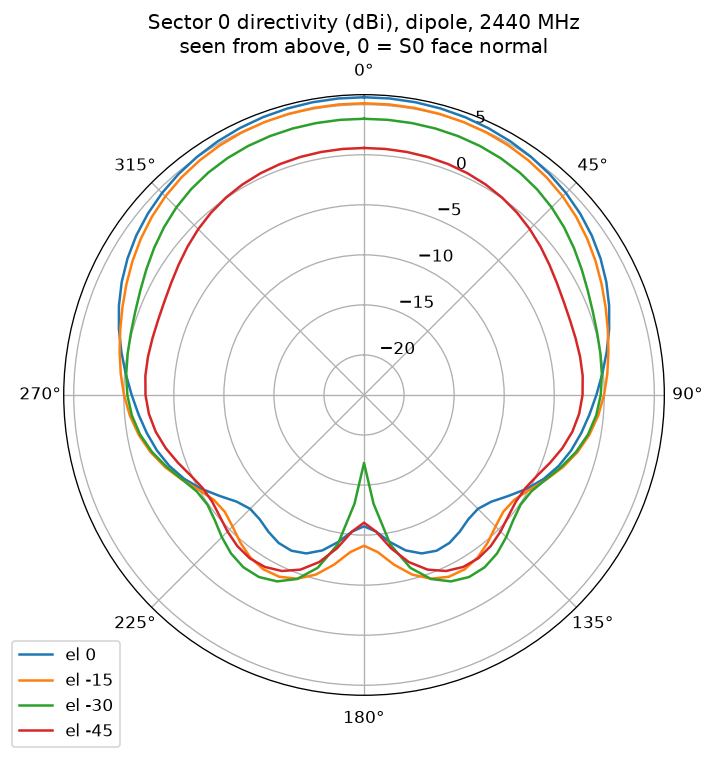 Sector 0 directivity (dBi), dipole, 2440 MHz
seen from above, 0 = S0 face normal
0°
5
315°
45°
0
−5
−10
−15
−20
270°
90°
225°
135°
180°
el 0
el -15
el -30
el -45